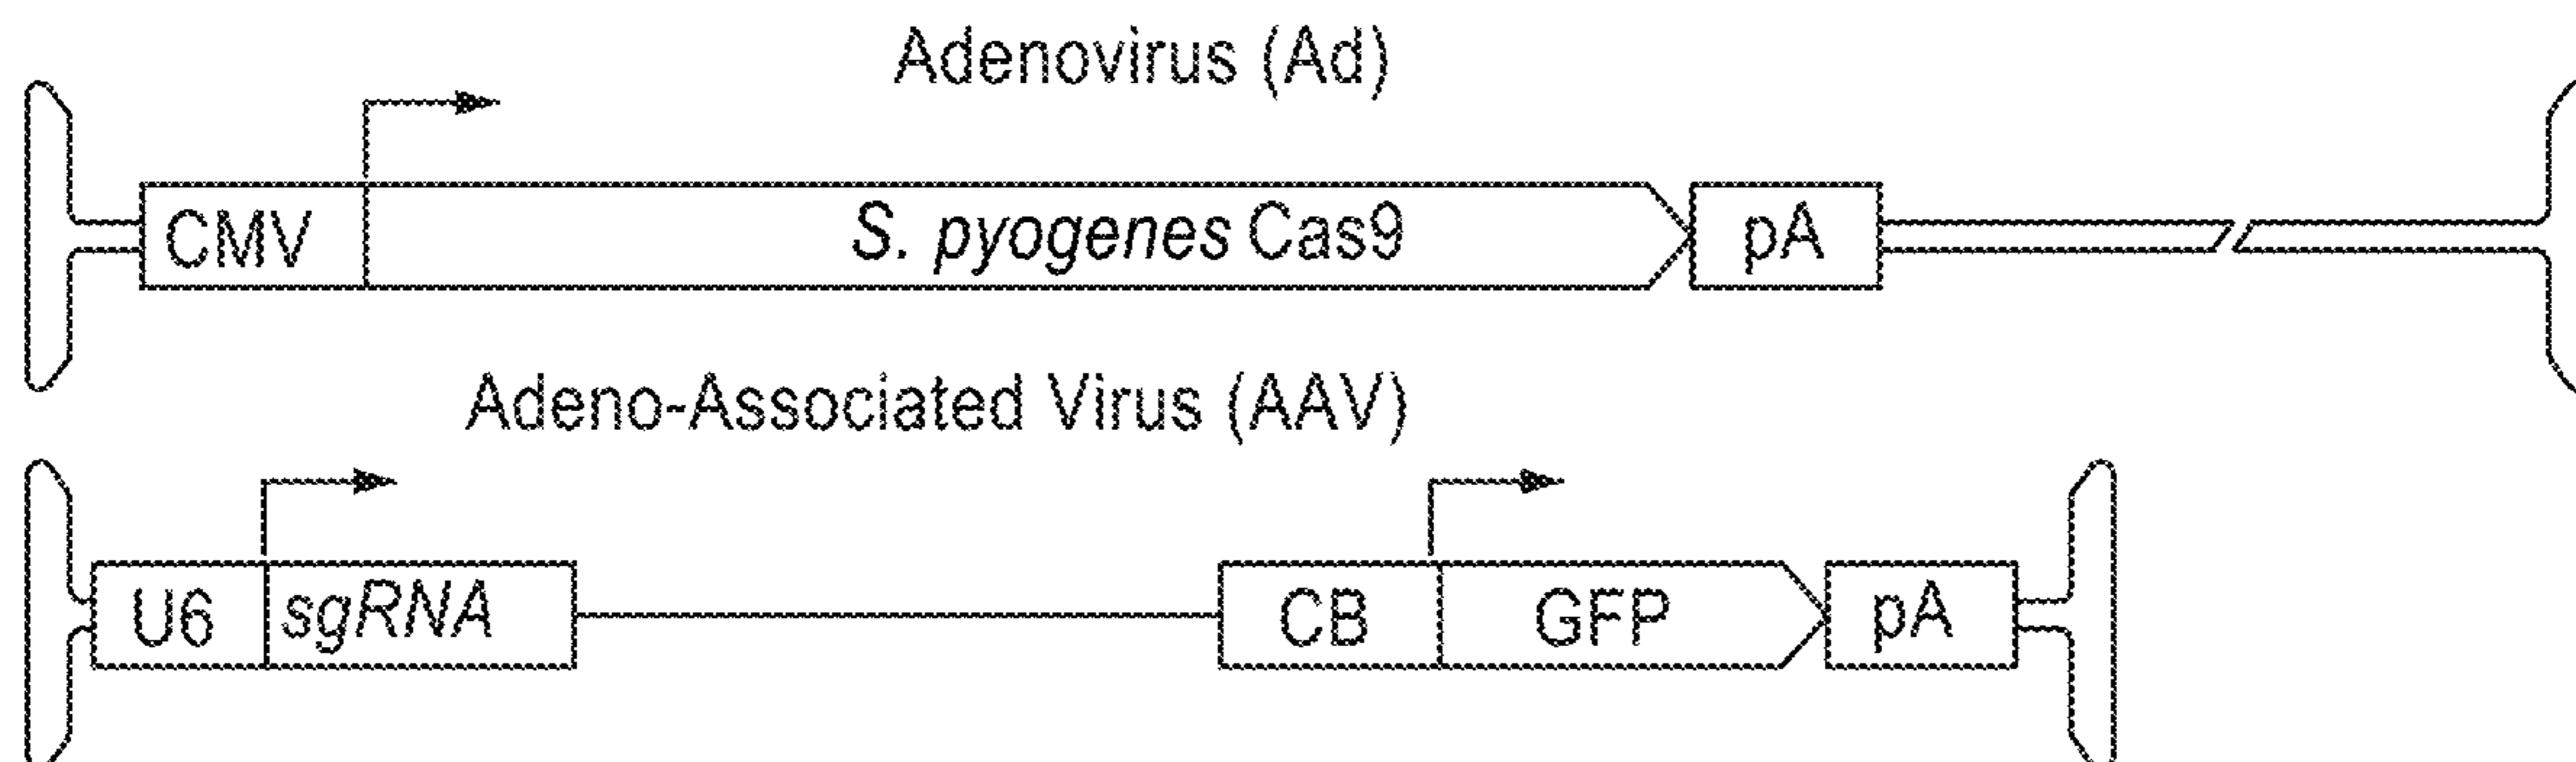 Adenovirus (Ad)
CMV S. pyogenes Cas9 pA
Adeno-Associated Virus (AAV)
U6 sgRNA CB GFP pA